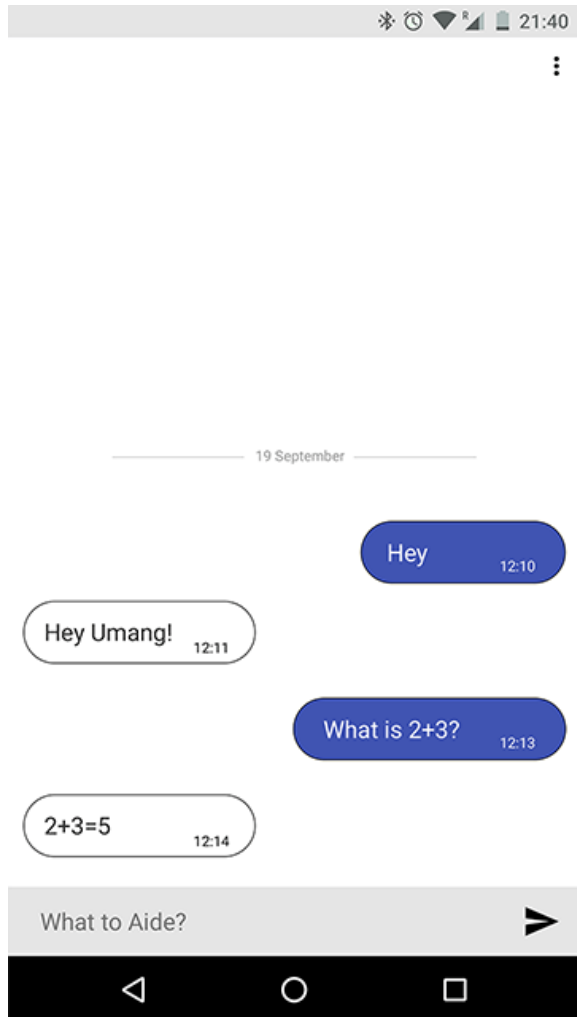 R 21:40
19 September
Hey 12:10
Hey Umang! 12:11
What is 2+3? 12:13
2+3=5 12:14
What to Aide?